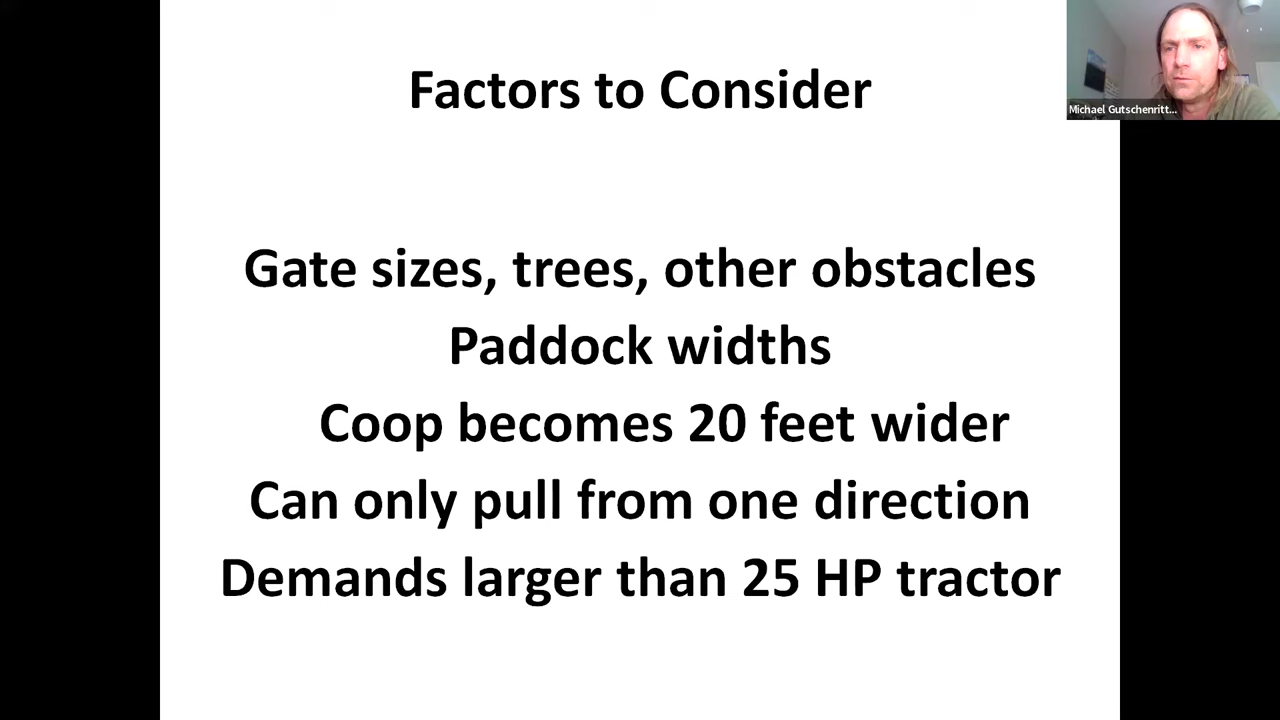 Factors to Consider
Michael Gutschenritt...
Gate sizes, trees, other obstacles
Paddock widths
Coop becomes 20 feet wider
Can only pull from one direction
Demands larger than 25 HP tractor